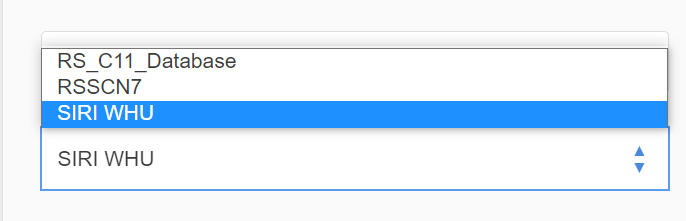 RS_C11_Database
RSSCN7
SIRI WHU
SIRI WHU